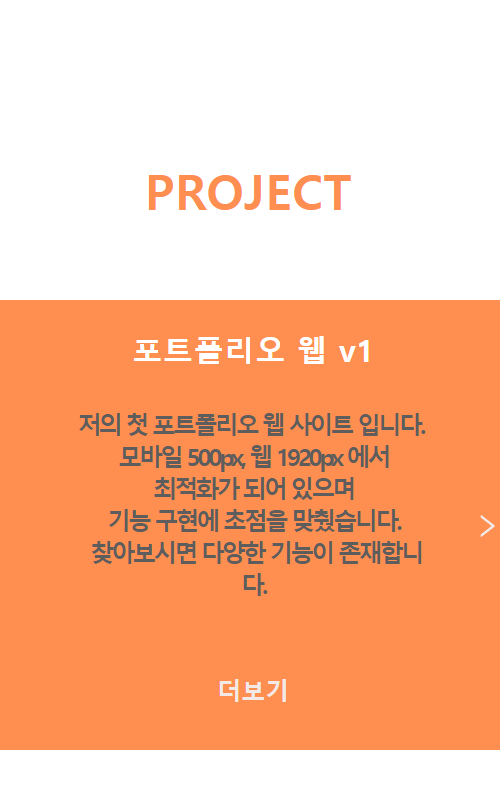 PROJECT
포트폴리오 웹 v1
저의 첫 포트폴리오 웹 사이트 입니다.
모바일 500px, 웹 1920px 에서
최적화가 되어 있으며
기능 구현에 초점을 맞췄습니다.
찾아보시면 다양한 기능이 존재합니
다.
더보기